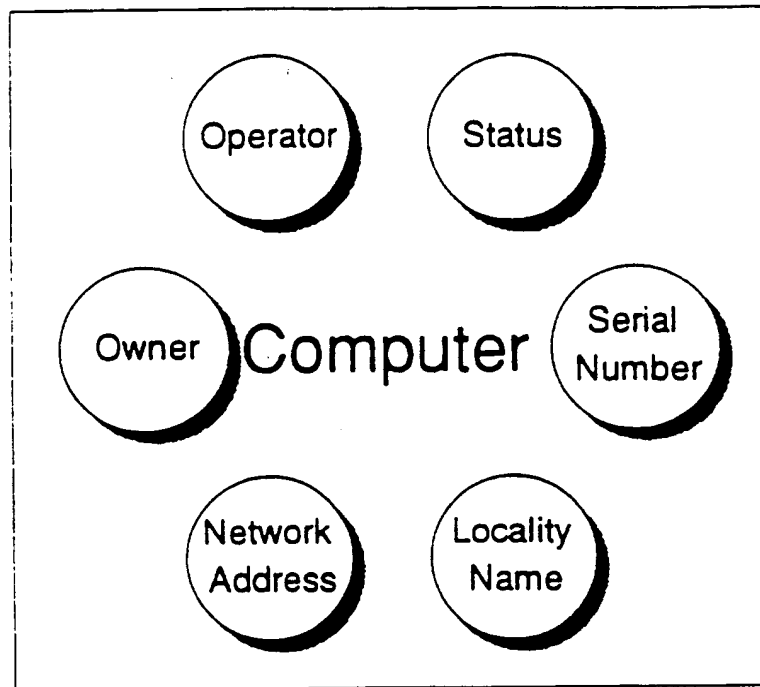 Operator
Status
Owner
Computer
Serial
Number
Network
Address
Locality
Name